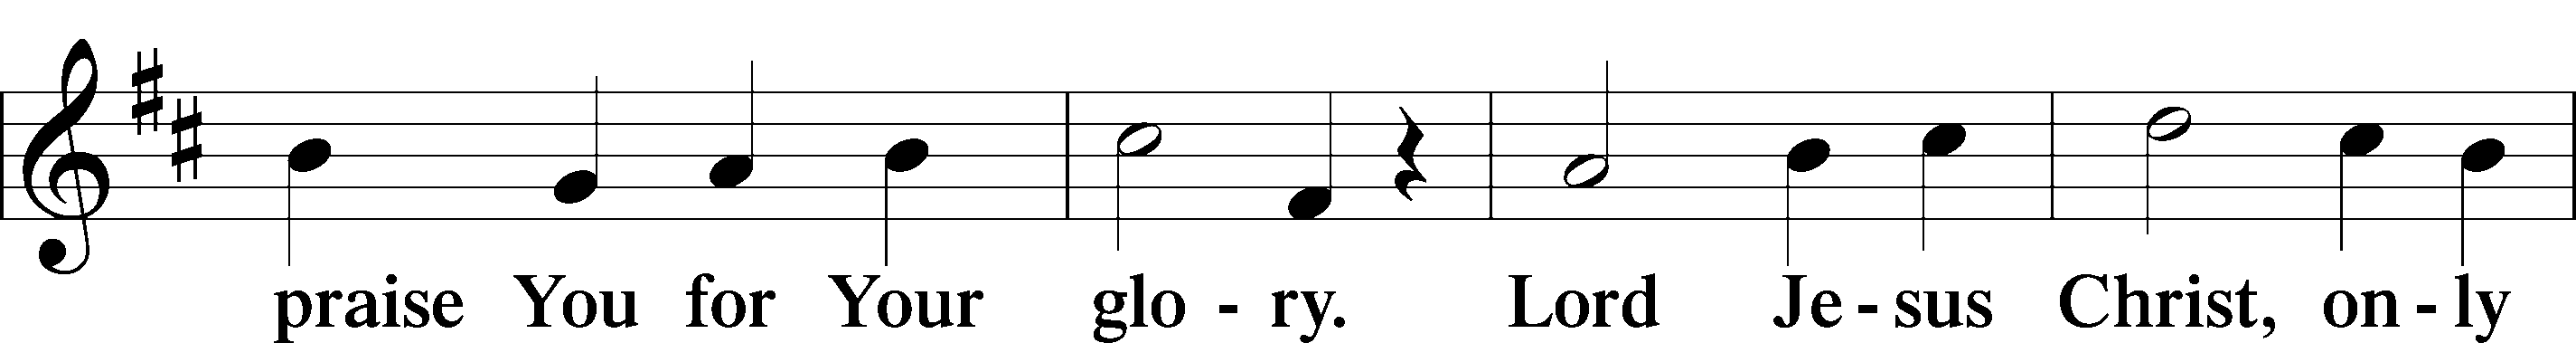 praise You for Your glo - ry. Lord Je - sus Christ, on - ly